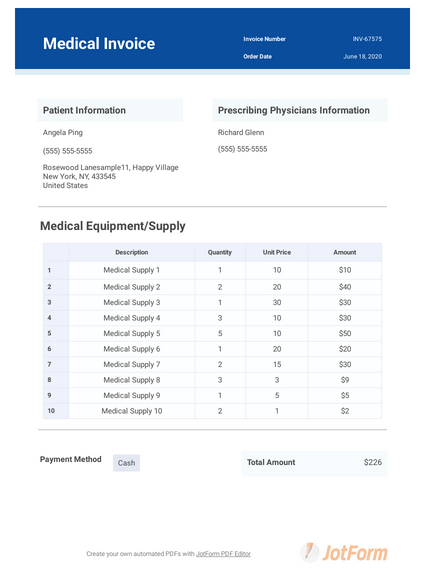 Medical Invoice
Invoice Number INV-67575
Order Date June 18, 2020
Patient Information
Prescribing Physicians Information
Angela Ping
Richard Glenn
(555) 555-5555
(555) 555-5555
Rosewood Lanesample11, Happy Village
New York, NY, 433545
United States
Medical Equipment/Supply
Description Quantity Unit Price Amount
1 Medical Supply 1 1 10 $10
2 Medical Supply 2 2 20 $40
3 Medical Supply 3 1 30 $30
4 Medical Supply 4 3 10 $30
5 Medical Supply 5 5 10 $50
6 Medical Supply 6 1 20 $20
7 Medical Supply 7 2 15 $30
8 Medical Supply 8 3 3 $9
9 Medical Supply 9 1 5 $5
10 Medical Supply 10 2 1 $2
Payment Method Cash
Total Amount $226
Create your own automated PDFs with JotForm PDF Editor
JotForm